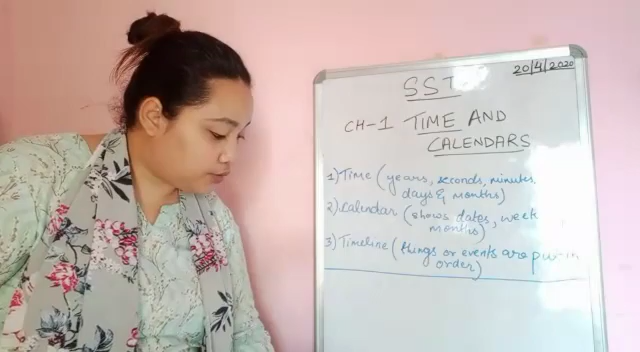 20/4/2020
SST
CH-1 TIME AND
CALENDARS
1) Time (years, seconds, minutes,
days & months)
2) Calendar (shows dates, week
months)
3) Timeline (things or events are put in
order)